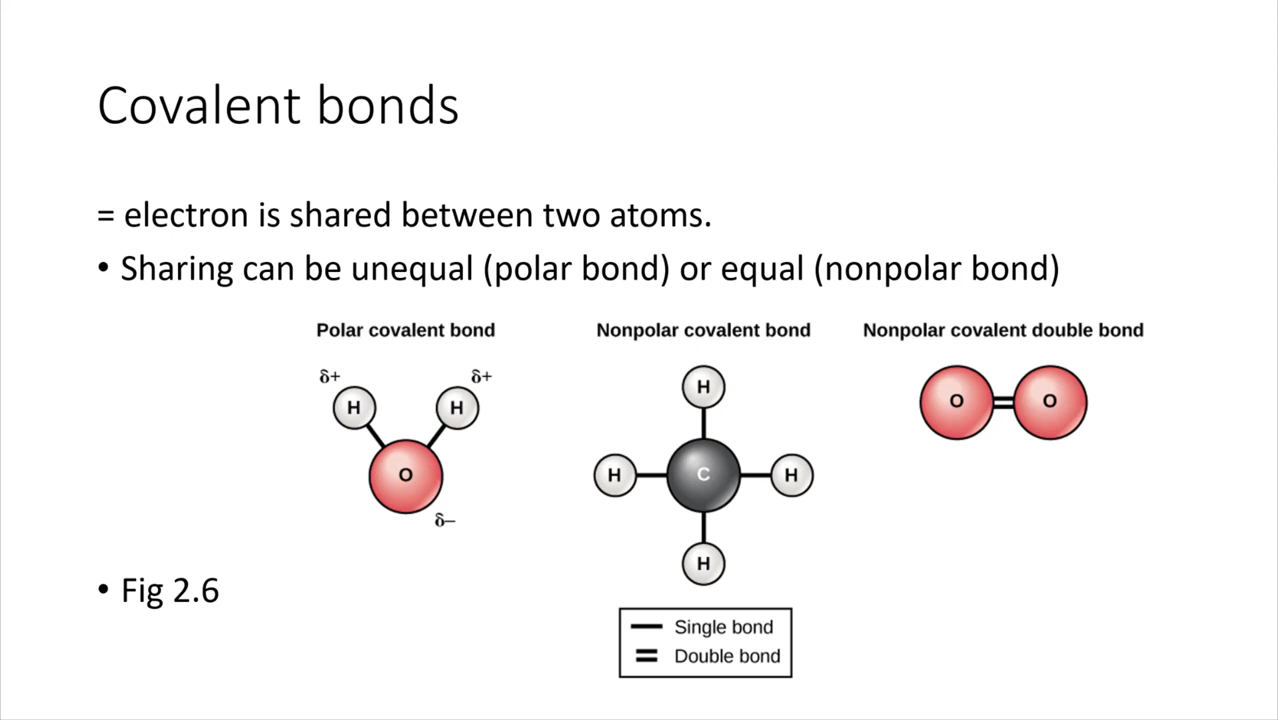 Covalent bonds
= electron is shared between two atoms.
• Sharing can be unequal (polar bond) or equal (nonpolar bond)
Polar covalent bond
δ+
δ+
H
H
O
δ–
Nonpolar covalent bond
H
H
C
H
H
Nonpolar covalent double bond
O
O
• Fig 2.6
Single bond
Double bond